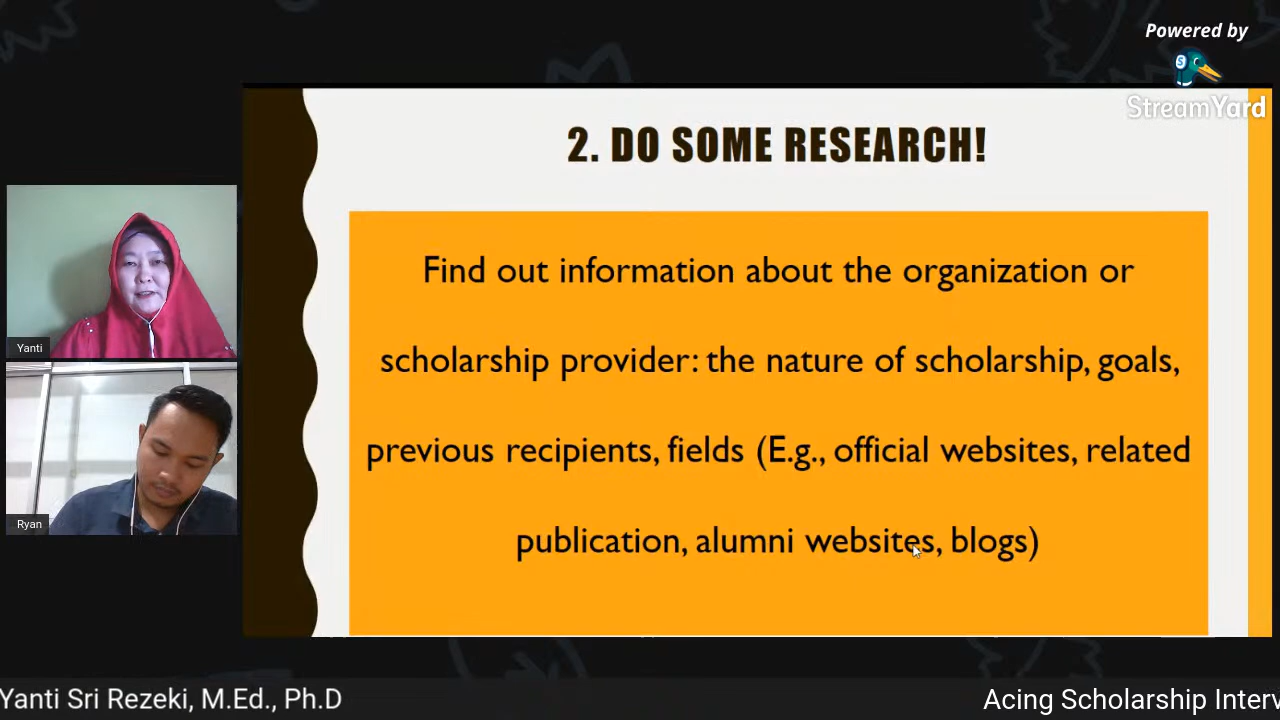 Powered by
StreamYard
2. DO SOME RESEARCH!
Find out information about the organization or
scholarship provider: the nature of scholarship, goals,
previous recipients, fields (E.g., official websites, related
publication, alumni websites, blogs)
Yanti
Ryan
Yanti Sri Rezeki, M.Ed., Ph.D
Acing Scholarship Interv